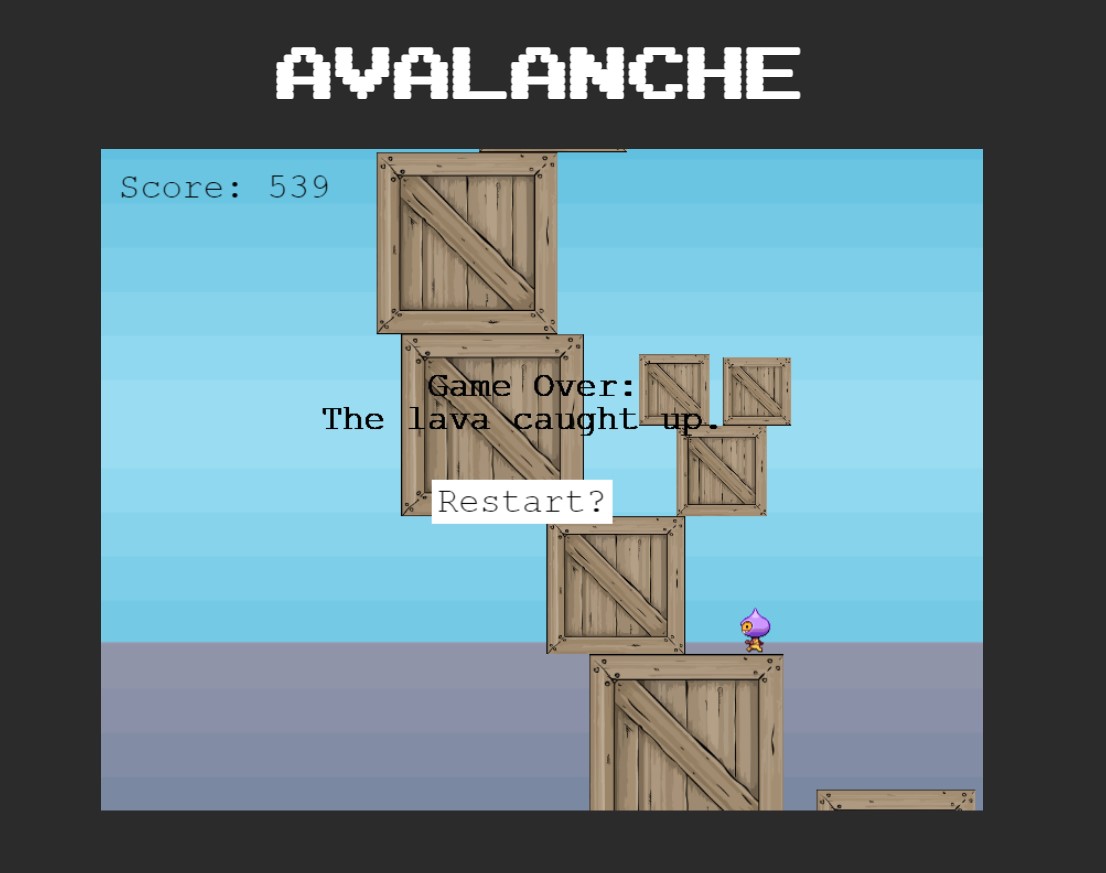 AVALANCHE
Score: 539
Game Over:
The lava caught up.
Restart?